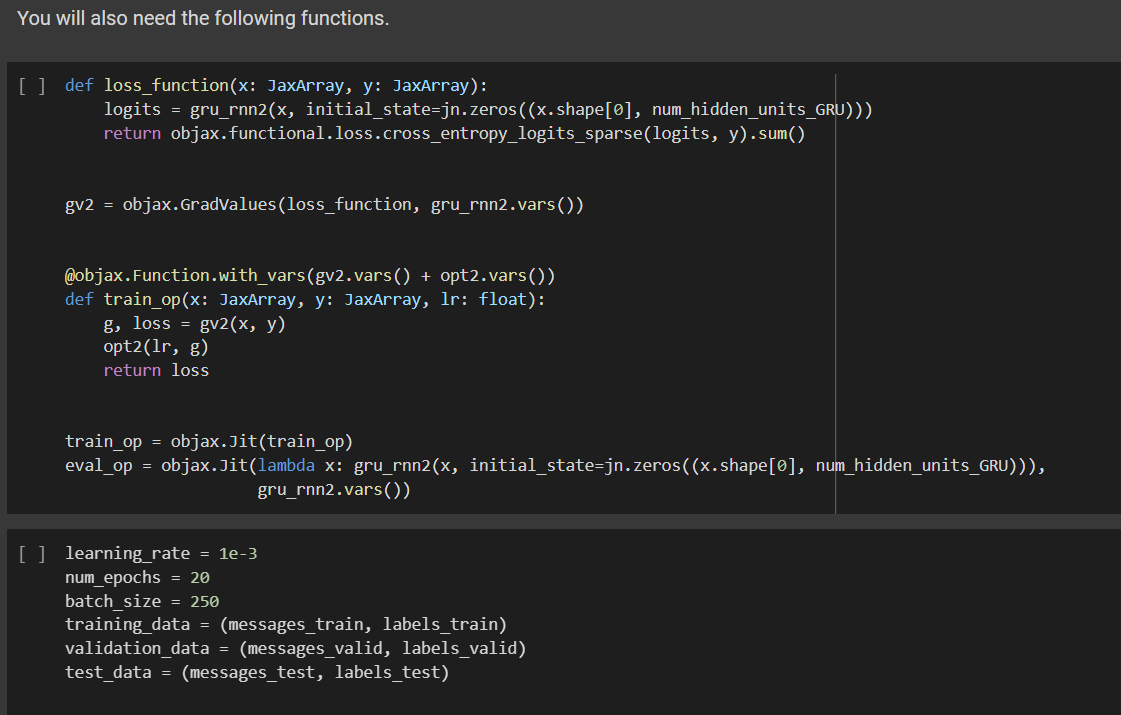 You will also need the following functions.
[ ] def loss_function(x: JaxArray, y: JaxArray):
logits = gru_rnn2(x, initial_state=jn.zeros((x.shape[0], num_hidden_units_GRU)))
return objax.functional.loss.cross_entropy_logits_sparse(logits, y).sum()
gv2 = objax.GradValues(loss_function, gru_rnn2.vars())
@objax.Function.with_vars(gv2.vars() + opt2.vars())
def train_op(x: JaxArray, y: JaxArray, lr: float):
g, loss = gv2(x, y)
opt2(lr, g)
return loss
train_op = objax.Jit(train_op)
eval_op = objax.Jit(lambda x: gru_rnn2(x, initial_state=jn.zeros((x.shape[0], num_hidden_units_GRU))),
gru_rnn2.vars())
[ ] learning_rate = 1e-3
num_epochs = 20
batch_size = 250
training_data = (messages_train, labels_train)
validation_data = (messages_valid, labels_valid)
test_data = (messages_test, labels_test)